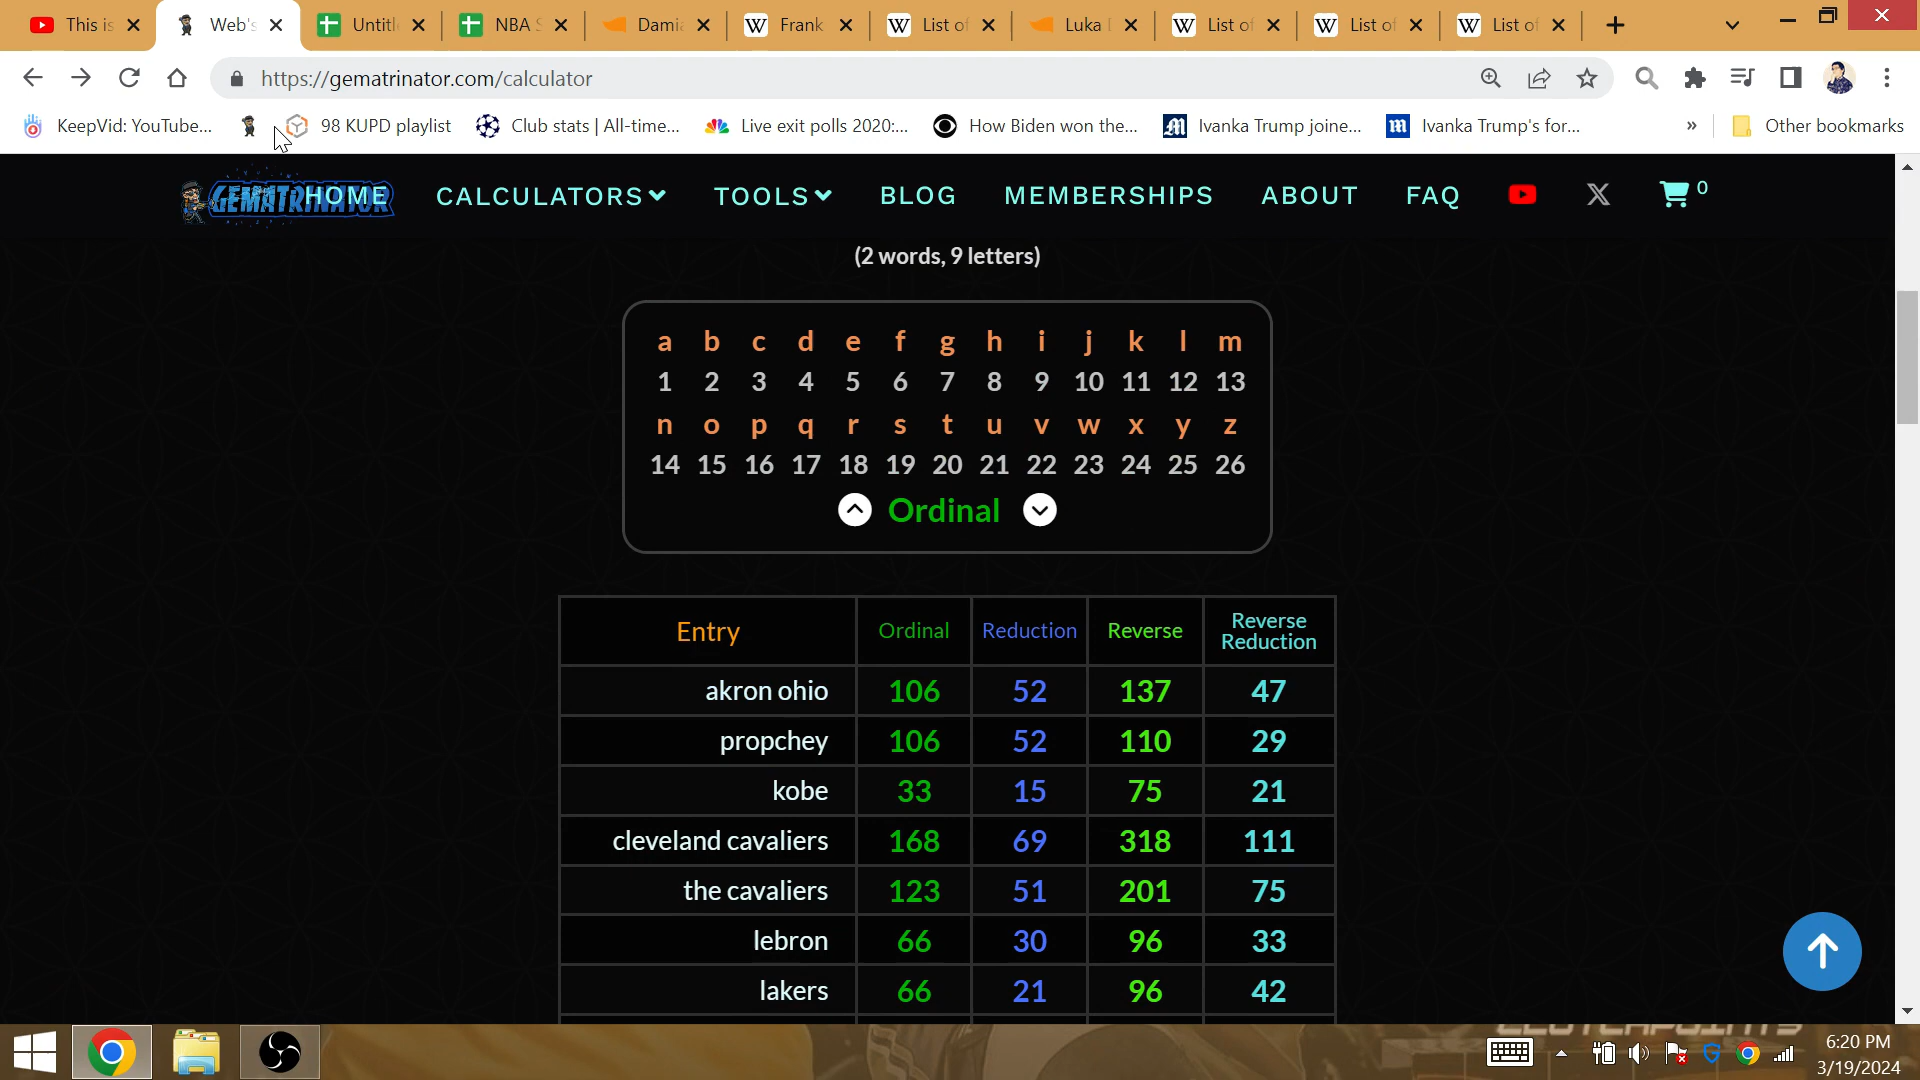 This is
Web's
Untitl
NBA S
Damia
Frank
List of
Luka D
List of
List of
List of
https://gematrinator.com/calculator
KeepVid: YouTube...
98 KUPD playlist
Club stats | All-time...
Live exit polls 2020:...
How Biden won the...
Ivanka Trump joine...
Ivanka Trump's for...
»
Other bookmarks
GEMATRINATOR
HOME
CALCULATORS
TOOLS
BLOG
MEMBERSHIPS
ABOUT
FAQ
0
(2 words, 9 letters)
a b c d e f g h i j k l m
1 2 3 4 5 6 7 8 9 10 11 12 13
n o p q r s t u v w x y z
14 15 16 17 18 19 20 21 22 23 24 25 26
Ordinal
Entry Ordinal Reduction Reverse Reverse Reduction
akron ohio 106 52 137 47
propchey 106 52 110 29
kobe 33 15 75 21
cleveland cavaliers 168 69 318 111
the cavaliers 123 51 201 75
lebron 66 30 96 33
lakers 66 21 96 42
CLUTCHPOINTS
6:20 PM
3/19/2024